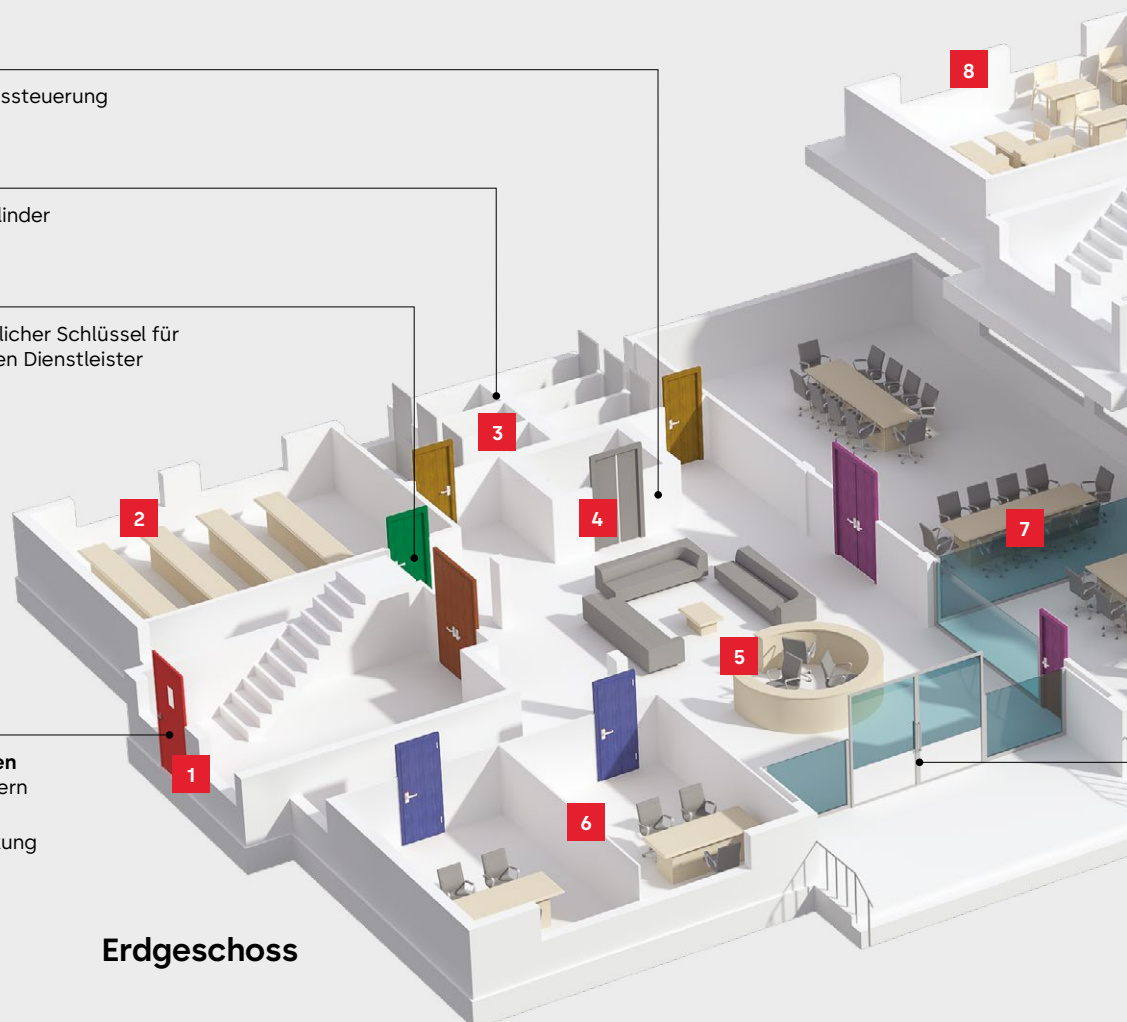 ssteuerung
linder
licher Schlüssel für
en Dienstleister
en
ern
ung
8
3
2
4
7
5
1
6
Erdgeschoss